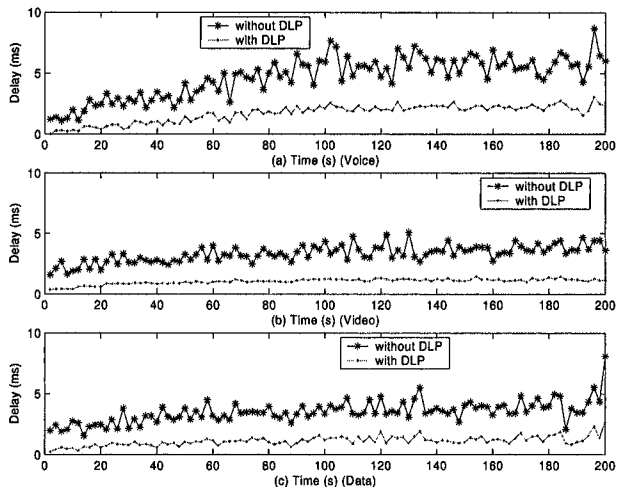 10
5
0
Delay (ms)
without DLP
with DLP
0 20 40 60 80 100 120 140 160 180 200
(a) Time (s) (Voice)
10
5
0
Delay (ms)
without DLP
with DLP
0 20 40 60 80 100 120 140 160 180 200
(b) Time (s) (Video)
10
5
0
Delay (ms)
without DLP
with DLP
0 20 40 60 80 100 120 140 160 180 200
(c) Time (s) (Data)